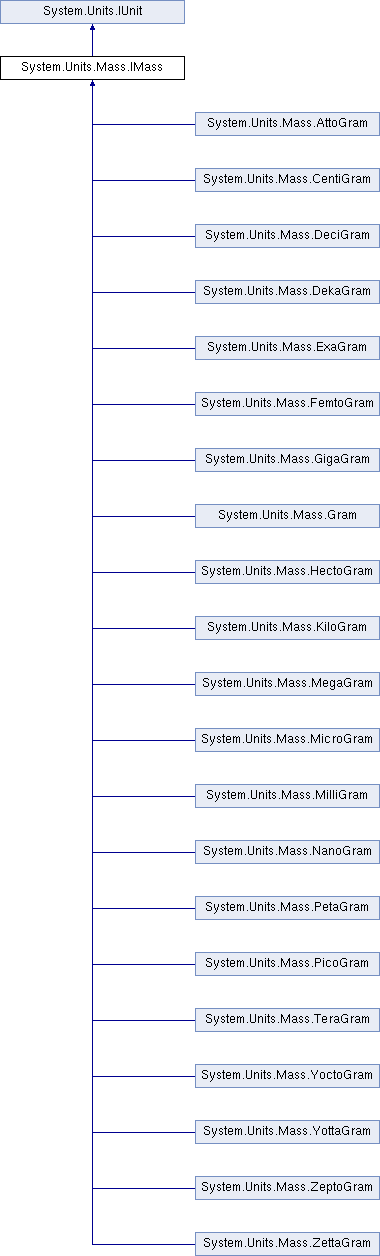 System.Units.IUnit
System.Units.Mass.IMass
System.Units.Mass.AttoGram
System.Units.Mass.CentiGram
System.Units.Mass.DeciGram
System.Units.Mass.DekaGram
System.Units.Mass.ExaGram
System.Units.Mass.FemtoGram
System.Units.Mass.GigaGram
System.Units.Mass.Gram
System.Units.Mass.HectoGram
System.Units.Mass.KiloGram
System.Units.Mass.MegaGram
System.Units.Mass.MicroGram
System.Units.Mass.MilliGram
System.Units.Mass.NanoGram
System.Units.Mass.PetaGram
System.Units.Mass.PicoGram
System.Units.Mass.TeraGram
System.Units.Mass.YoctoGram
System.Units.Mass.YottaGram
System.Units.Mass.ZeptoGram
System.Units.Mass.ZettaGram